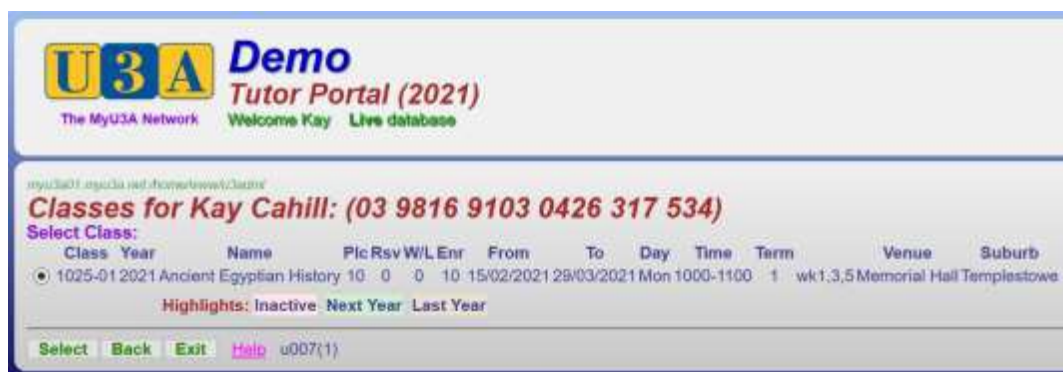 U3A
Demo
Tutor Portal (2021)
The MyU3A Network
Welcome Kay Live database
Classes for Kay Cahill: (03 9816 9103 0426 317 534)
Select Class:
Class Year Name Plc Rsv W/L Enr From To Day Time Term Venue Suburb
1025-01 2021 Ancient Egyptian History 10 0 0 10 15/02/2021 29/03/2021 Mon 1000-1100 1 wk1,3,5 Memorial Hall Templestowe
Highlights: Inactive Next Year Last Year
Select Back Exit Help u007(1)